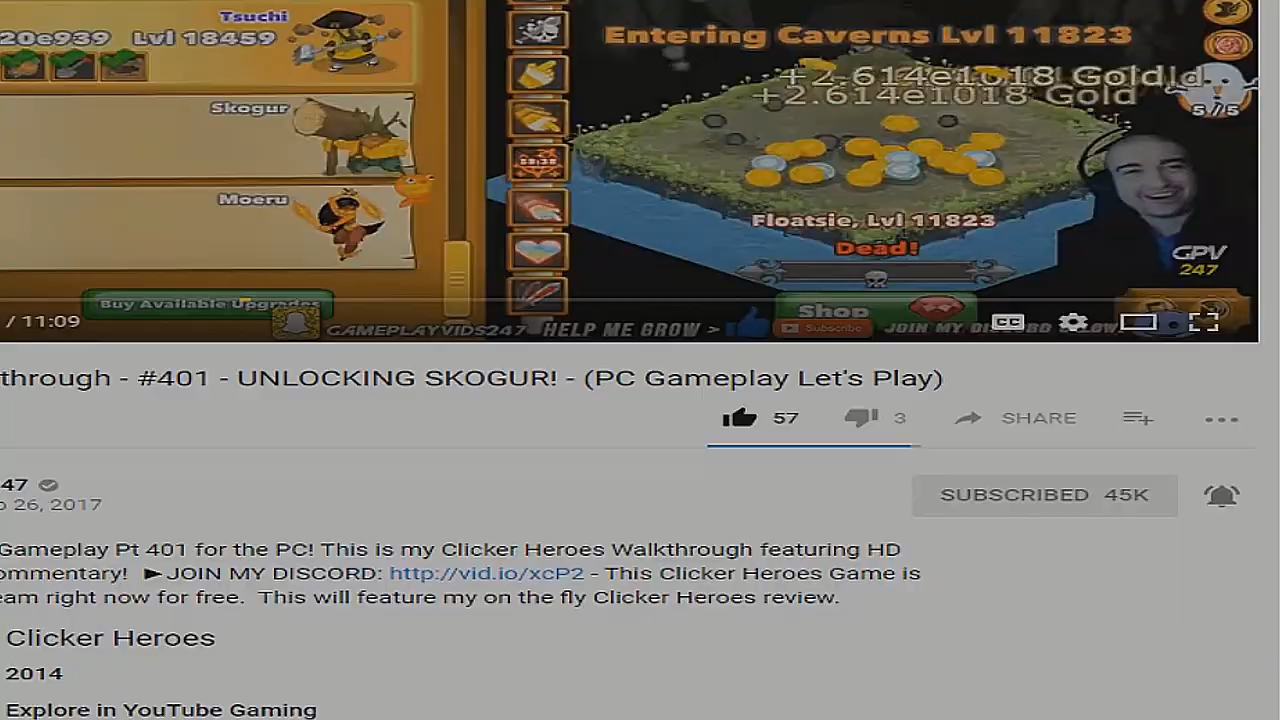 Tsuchi
20e939 Lvl 18459
Skogur
Moeru
Buy Available Upgrades
Entering Caverns Lvl 11823
+2.614e1018 Gold
+2.614e1018 Gold
5/5
Floatsie, Lvl 11823
Dead!
GPV
247
Shop
/ 11:09
GAMEPLAYVIDS247
HELP ME GROW >
Subscribe
JOIN MY
CC
through - #401 - UNLOCKING SKOGUR! - (PC Gameplay Let's Play)
57 3 SHARE
47
26, 2017
SUBSCRIBED 45K
Gameplay Pt 401 for the PC! This is my Clicker Heroes Walkthrough featuring HD
ommentary! ►JOIN MY DISCORD: http://vid.io/xcP2 - This Clicker Heroes Game is
eam right now for free. This will feature my on the fly Clicker Heroes review.
Clicker Heroes
2014
Explore in YouTube Gaming